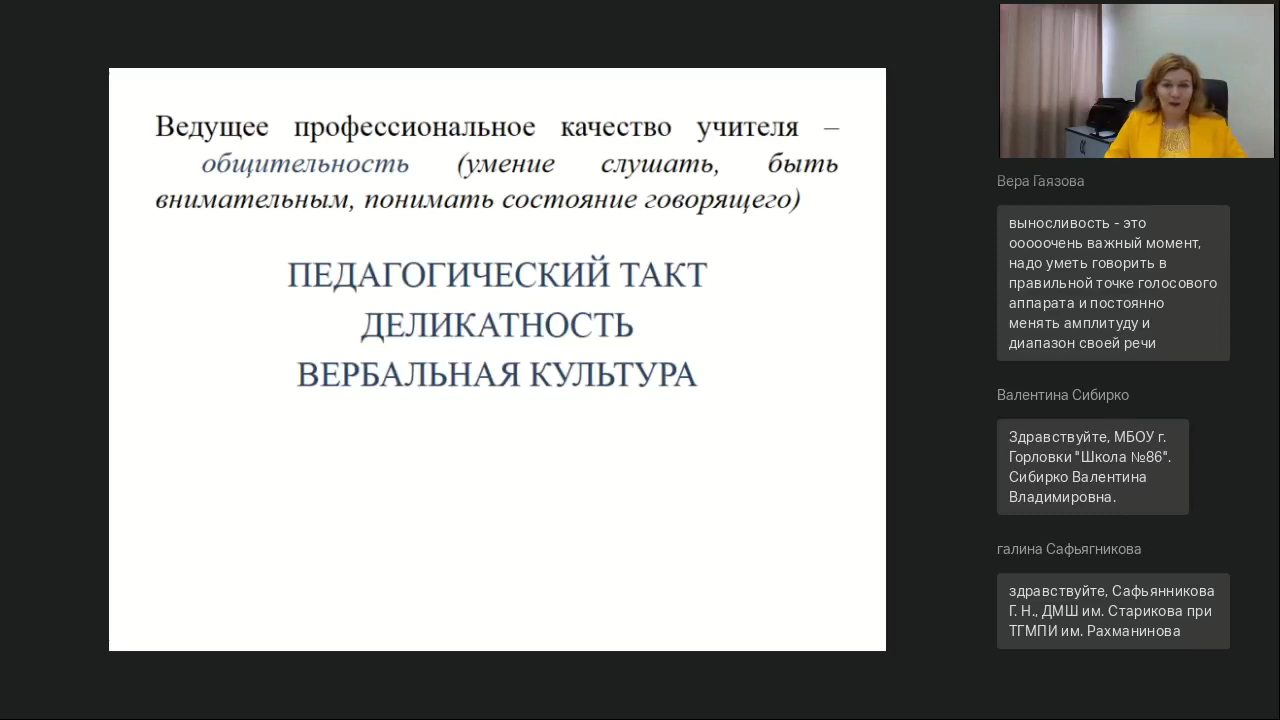 Ведущее профессиональное качество учителя –
общительность (умение слушать, быть
внимательным, понимать состояние говорящего)
ПЕДАГОГИЧЕСКИЙ ТАКТ
ДЕЛИКАТНОСТЬ
ВЕРБАЛЬНАЯ КУЛЬТУРА
Вера Гаязова
выносливость - это
ооооочень важный момент,
надо уметь говорить в
правильной точке голосового
аппарата и постоянно
менять амплитуду и
диапазон своей речи
Валентина Сибирко
Здравствуйте, МБОУ г.
Горловки "Школа №86".
Сибирко Валентина
Владимировна.
галина Сафьягникова
здравствуйте, Сафьянникова
Г. Н., ДМШ им. Старикова при
ТГМПИ им. Рахманинова